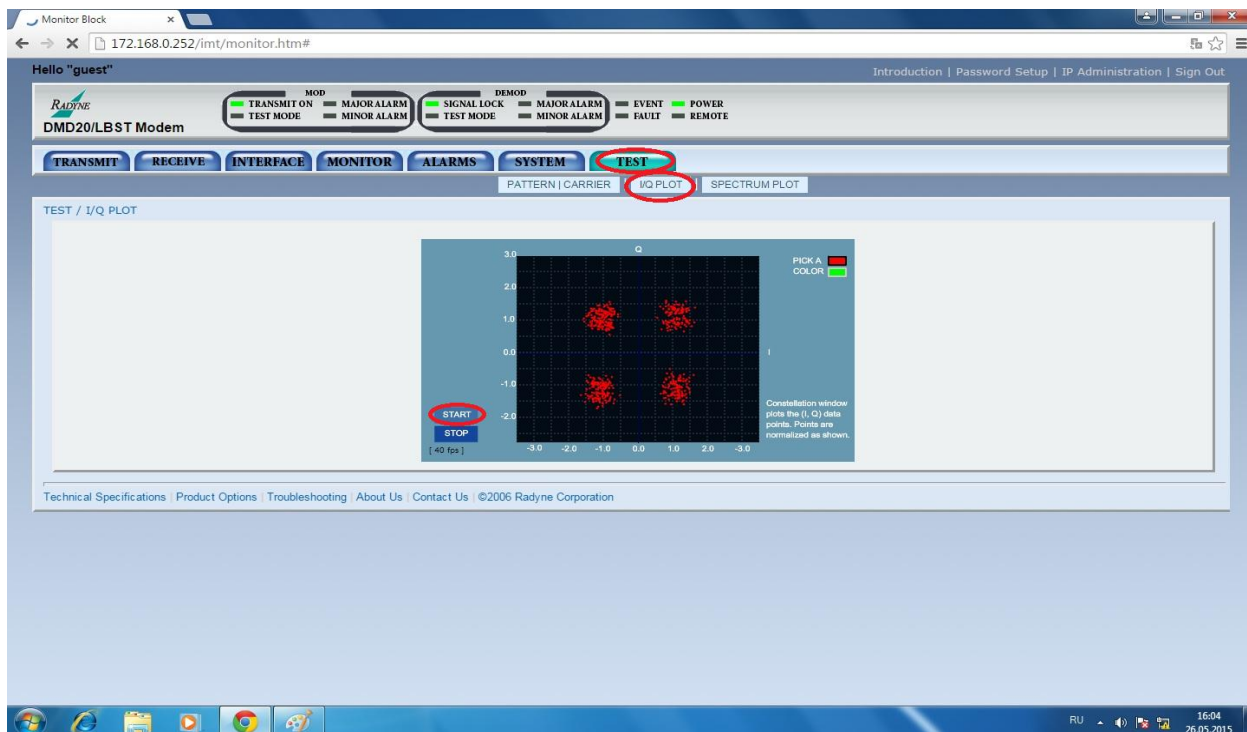 Monitor Block
172.168.0.252/imt/monitor.htm#
Hello "guest"
Introduction | Password Setup | IP Administration | Sign Out
RADYNE
DMD20/LBST Modem
MOD
TRANSMIT ON MAJOR ALARM
TEST MODE MINOR ALARM
DEMOD
SIGNAL LOCK MAJOR ALARM
TEST MODE MINOR ALARM
EVENT POWER
FAULT REMOTE
TRANSMIT RECEIVE INTERFACE MONITOR ALARMS SYSTEM TEST
PATTERN | CARRIER I/Q PLOT SPECTRUM PLOT
TEST / I/Q PLOT
Q
3.0
2.0
1.0
0.0
-1.0
-2.0
I
-3.0 -2.0 -1.0 0.0 1.0 2.0 -3.0
PICK A
COLOR
START
STOP
[ 40 fps ]
Constellation window
plots the (I, Q) data
points. Points are
normalized as shown.
Technical Specifications | Product Options | Troubleshooting | About Us | Contact Us | ©2006 Radyne Corporation
RU
16:04
26.05.2015